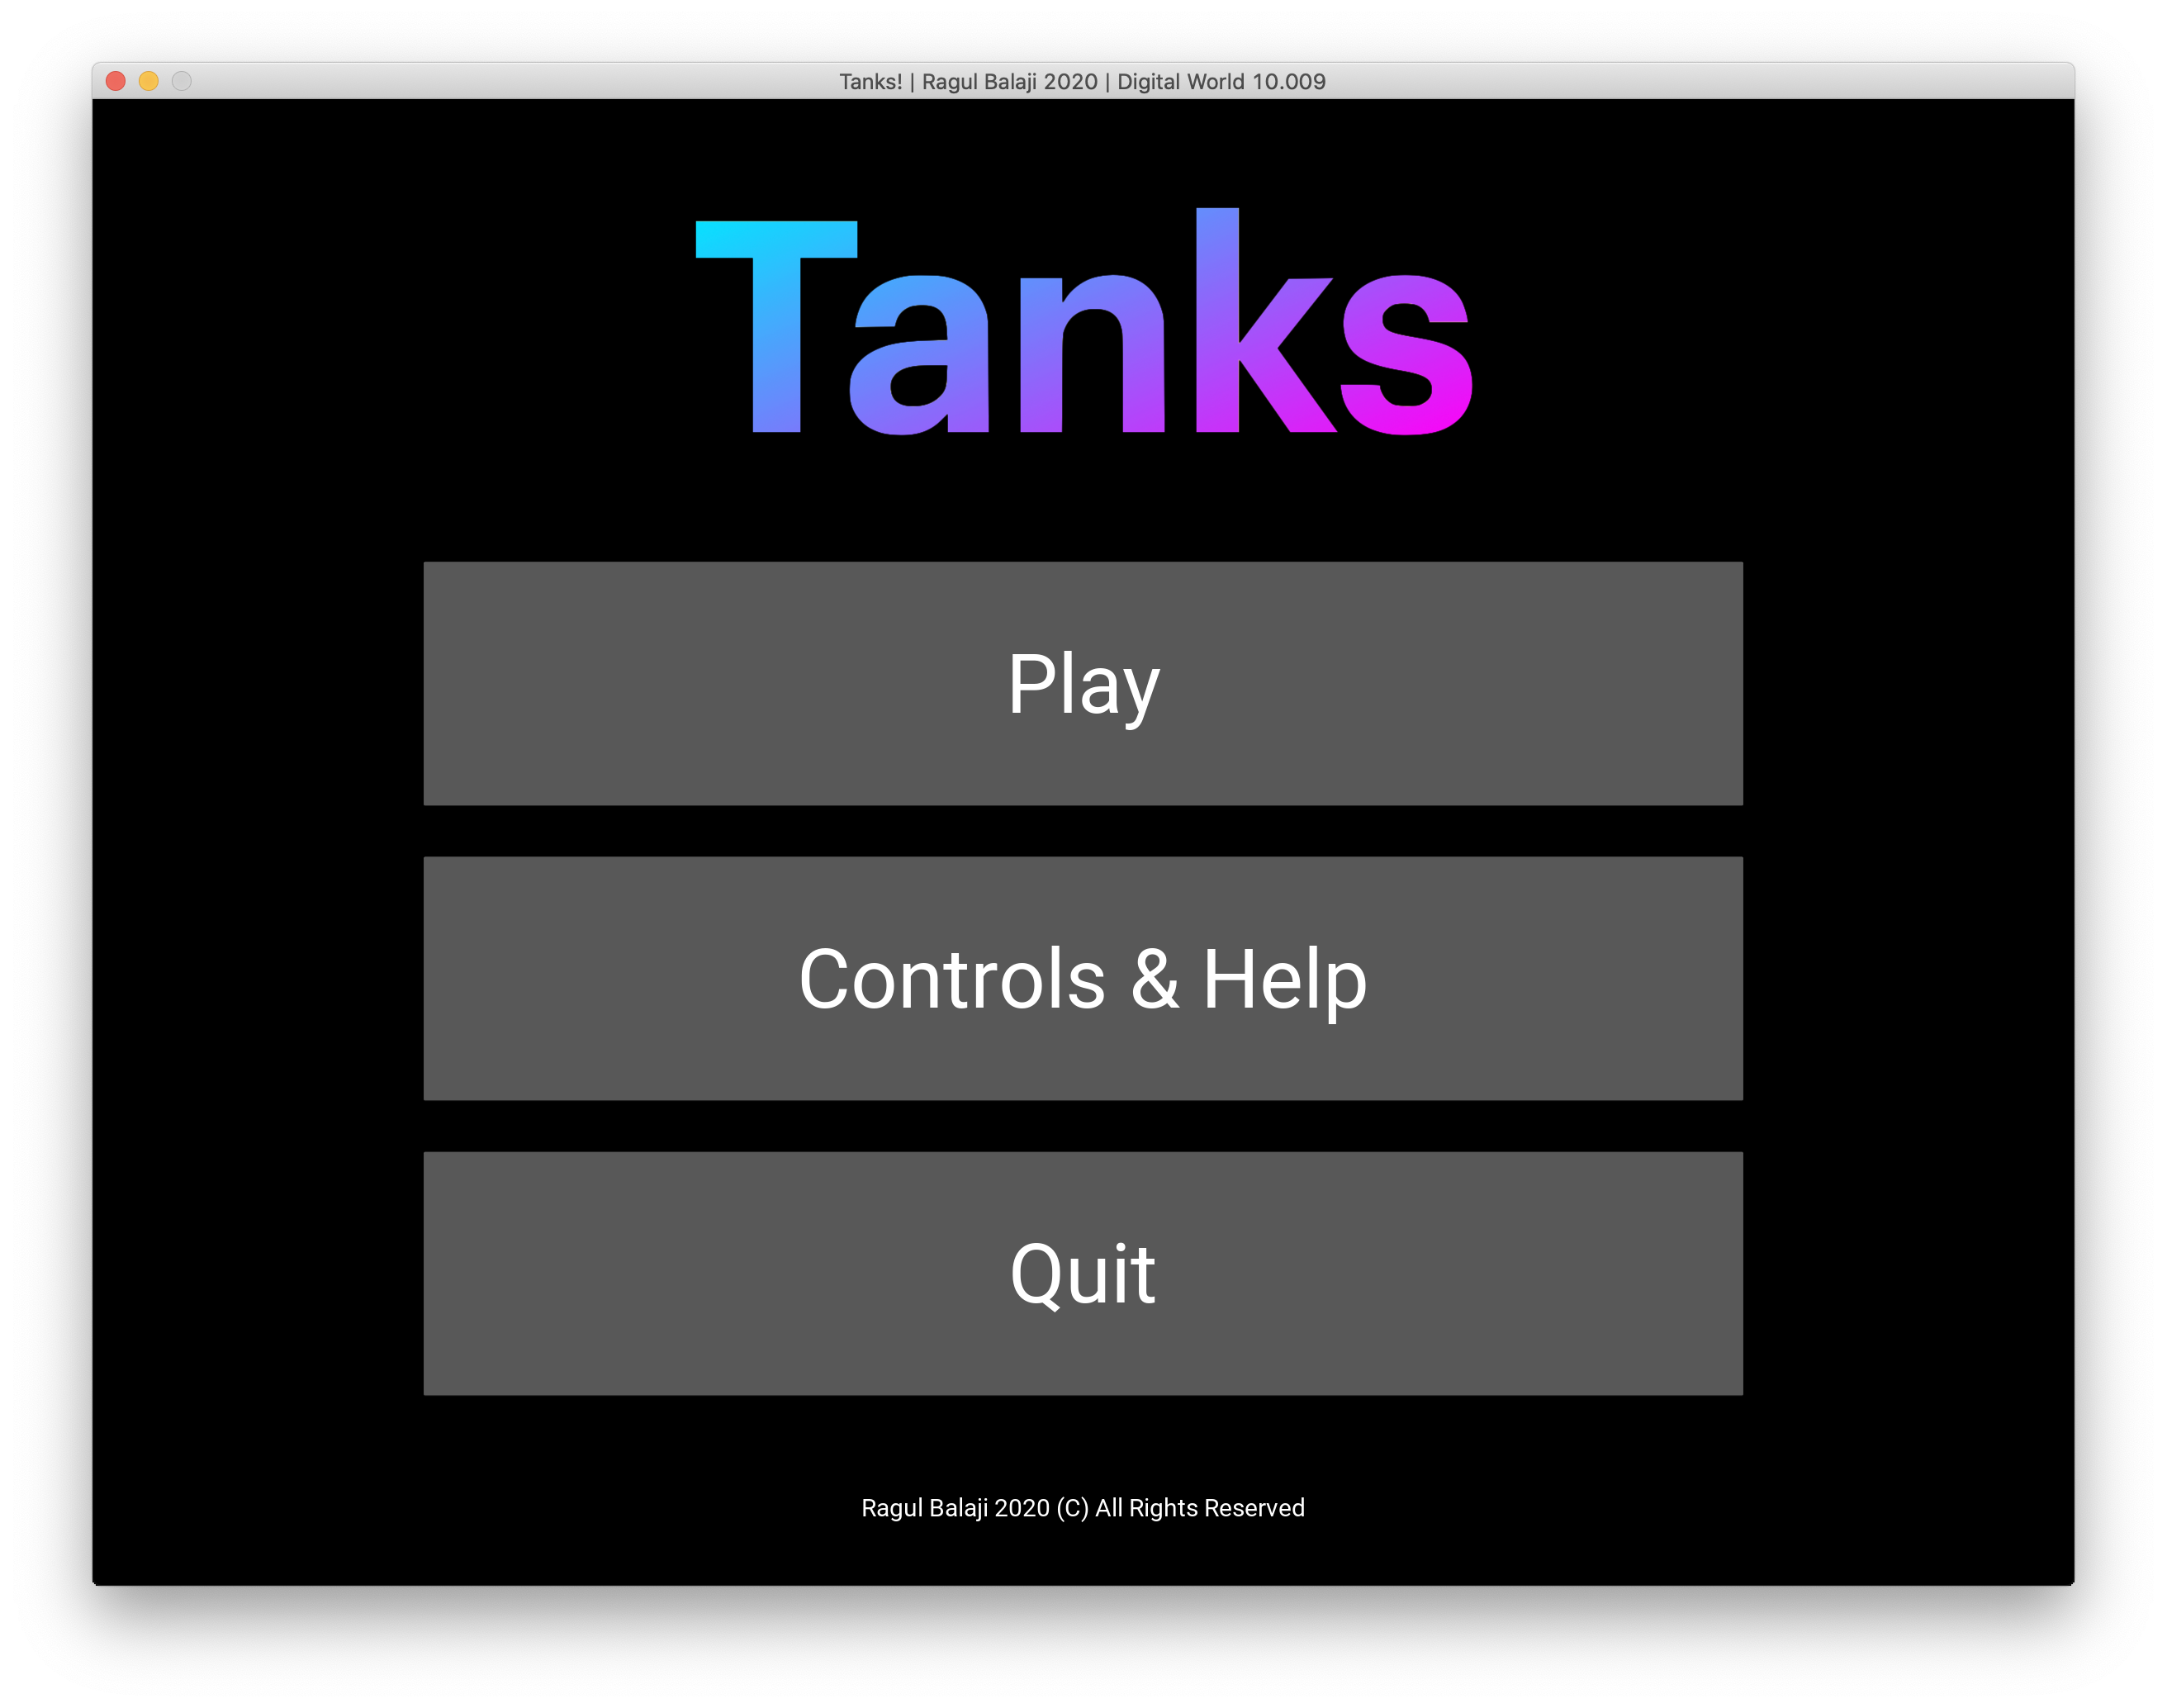 Tanks! | Ragul Balaji 2020 | Digital World 10.009
Tanks
Play
Controls & Help
Quit
Ragul Balaji 2020 (C) All Rights Reserved